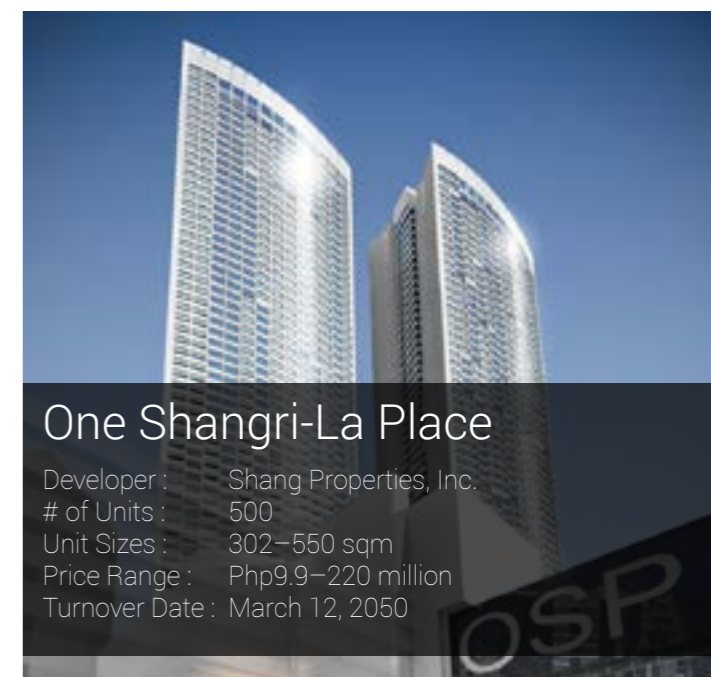 One Shangri-La Place
Developer : Shang Properties, Inc.
# of Units : 500
Unit Sizes : 302–550 sqm
Price Range : Php9.9–220 million
Turnover Date : March 12, 2050
OSP